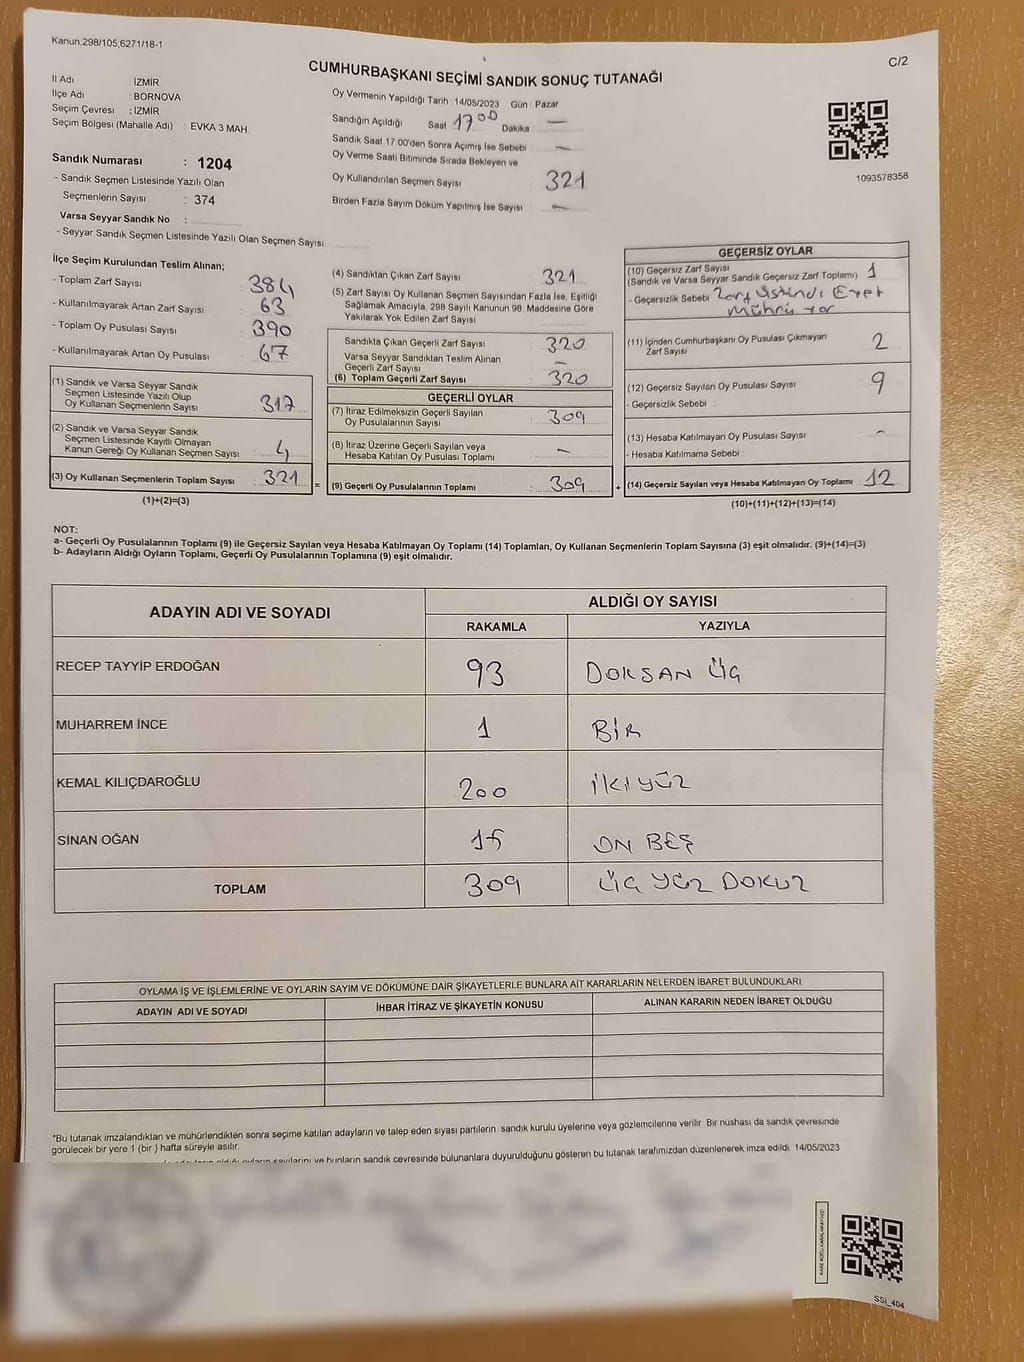 Kanun.298/105,6271/18-1
C/2
CUMHURBAŞKANI SEÇİMİ SANDIK SONUÇ TUTANAĞI
İl Adı : İZMİR
İlçe Adı : BORNOVA
Seçim Çevresi : İZMİR
Seçim Bölgesi (Mahalle Adı) : EVKA 3 MAH.
Sandık Numarası : 1204
- Sandık Seçmen Listesinde Yazılı Olan
Seçmenlerin Sayısı : 374
Varsa Seyyar Sandık No :
- Seyyar Sandık Seçmen Listesinde Yazılı Olan Seçmen Sayısı
Oy Vermenin Yapıldığı Tarih : 14/05/2023 Gün : Pazar
Sandığın Açıldığı Saat 17 00 Dakika : —
Sandık Saat 17.00'den Sonra Açımış İse Sebebi : —
Oy Verme Saati Bitiminde Sırada Bekleyen ve
Oy Kullandırılan Seçmen Sayısı : 321
Birden Fazla Sayım Döküm Yapılmış İse Sayısı : —
1093578358
İlçe Seçim Kurulundan Teslim Alınan;
- Toplam Zarf Sayısı : 384
- Kullanılmayarak Artan Zarf Sayısı : 63
- Toplam Oy Pusulası Sayısı : 390
- Kullanılmayarak Artan Oy Pusulası : 67
(1) Sandık ve Varsa Seyyar Sandık
Seçmen Listesinde Yazılı Olup
Oy Kullanan Seçmenlerin Sayısı : 317
(2) Sandık ve Varsa Seyyar Sandık
Seçmen Listesinde Kayıtlı Olmayan
Kanun Gereği Oy Kullanan Seçmen Sayısı : 4
(3) Oy Kullanan Seçmenlerin Toplam Sayısı : 321
(1)+(2)=(3)
=
(4) Sandıktan Çıkan Zarf Sayısı : 321
(5) Zarf Sayısı Oy Kullanan Seçmen Sayısından Fazla İse, Eşitliği
Sağlamak Amacıyla, 298 Sayılı Kanunun 98. Maddesine Göre
Yakılarak Yok Edilen Zarf Sayısı :
Sandıkta Çıkan Geçerli Zarf Sayısı : 320
Varsa Seyyar Sandıktan Teslim Alınan
Geçerli Zarf Sayısı : —
(6) Toplam Geçerli Zarf Sayısı : 320
GEÇERLİ OYLAR
(7) İtiraz Edilmeksizin Geçerli Sayılan
Oy Pusulalarının Sayısı : 309
(8) İtiraz Üzerine Geçerli Sayılan veya
Hesaba Katılan Oy Pusulası Toplamı : —
(9) Geçerli Oy Pusulalarının Toplamı : 309
+
GEÇERSİZ OYLAR
(10) Geçersiz Zarf Sayısı
(Sandık ve Varsa Seyyar Sandık Geçersiz Zarf Toplamı) : 1
- Geçersizlik Sebebi : Zarf Üstündı Evet
Mührü var
(11) İçinden Cumhurbaşkanı Oy Pusulası Çıkmayan
Zarf Sayısı : 2
(12) Geçersiz Sayılan Oy Pusulası Sayısı : 9
- Geçersizlik Sebebi :
(13) Hesaba Katılmayan Oy Pusulası Sayısı : -
- Hesaba Katılmama Sebebi :
(14) Geçersiz Sayılan veya Hesaba Katılmayan Oy Toplamı : 12
(10)+(11)+(12)+(13)=(14)
NOT:
a- Geçerli Oy Pusulalarının Toplamı (9) ile Geçersiz Sayılan veya Hesaba Katılmayan Oy Toplamı (14) Toplamları, Oy Kullanan Seçmenlerin Toplam Sayısına (3) eşit olmalıdır. (9)+(14)=(3)
b- Adayların Aldığı Oyların Toplamı, Geçerli Oy Pusulalarının Toplamına (9) eşit olmalıdır.
ADAYIN ADI VE SOYADI ALDIĞI OY SAYISI
RAKAMLA YAZIYLA
RECEP TAYYİP ERDOĞAN 93 DOKSAN ÜÇ
MUHARREM İNCE 1 BİR
KEMAL KILIÇDAROĞLU 200 İKİ YÜZ
SİNAN OĞAN 15 ON BEŞ
TOPLAM 309 ÜÇ YÜZ DOKUZ
OYLAMA İŞ VE İŞLEMLERİNE VE OYLARIN SAYIM VE DÖKÜMÜNE DAİR ŞİKAYETLERLE BUNLARA AİT KARARLARIN NELERDEN İBARET BULUNDUKLARI
ADAYIN ADI VE SOYADI İHBAR İTİRAZ VE ŞİKAYETİN KONUSU ALINAN KARARIN NEDEN İBARET OLDUĞU
*Bu tutanak imzalandıktan ve mühürlendikten sonra seçime katılan adayların ve talep eden siyasi partilerin sandık kurulu üyelerine veya gözlemcilerine verilir. Bir nüshası da sandık çevresinde
görülecek bir yere 1 (bir ) hafta süreyle asılır.
oyların sayılarını ve bunların sandık çevresinde bulunanlara duyurulduğunu gösteren bu tutanak tarafımızdan düzenlenerek imza edildi. 14/05/2023
SSI_404